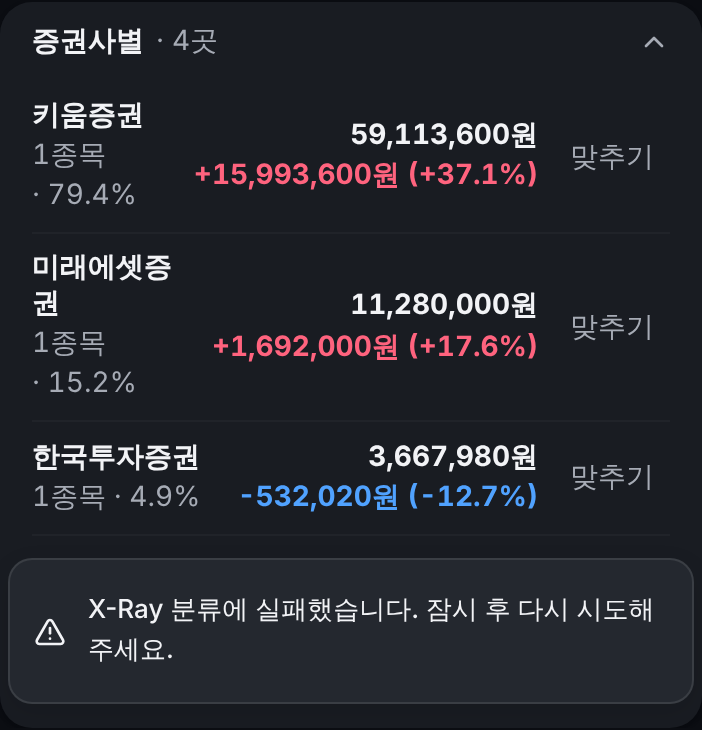 증권사별 · 4곳
키움증권
1종목
· 79.4%
59,113,600원
+15,993,600원 (+37.1%)
맞추기
미래에셋증
권
1종목
· 15.2%
11,280,000원
+1,692,000원 (+17.6%)
맞추기
한국투자증권
1종목 · 4.9%
3,667,980원
-532,020원 (-12.7%)
맞추기
X-Ray 분류에 실패했습니다. 잠시 후 다시 시도해
주세요.